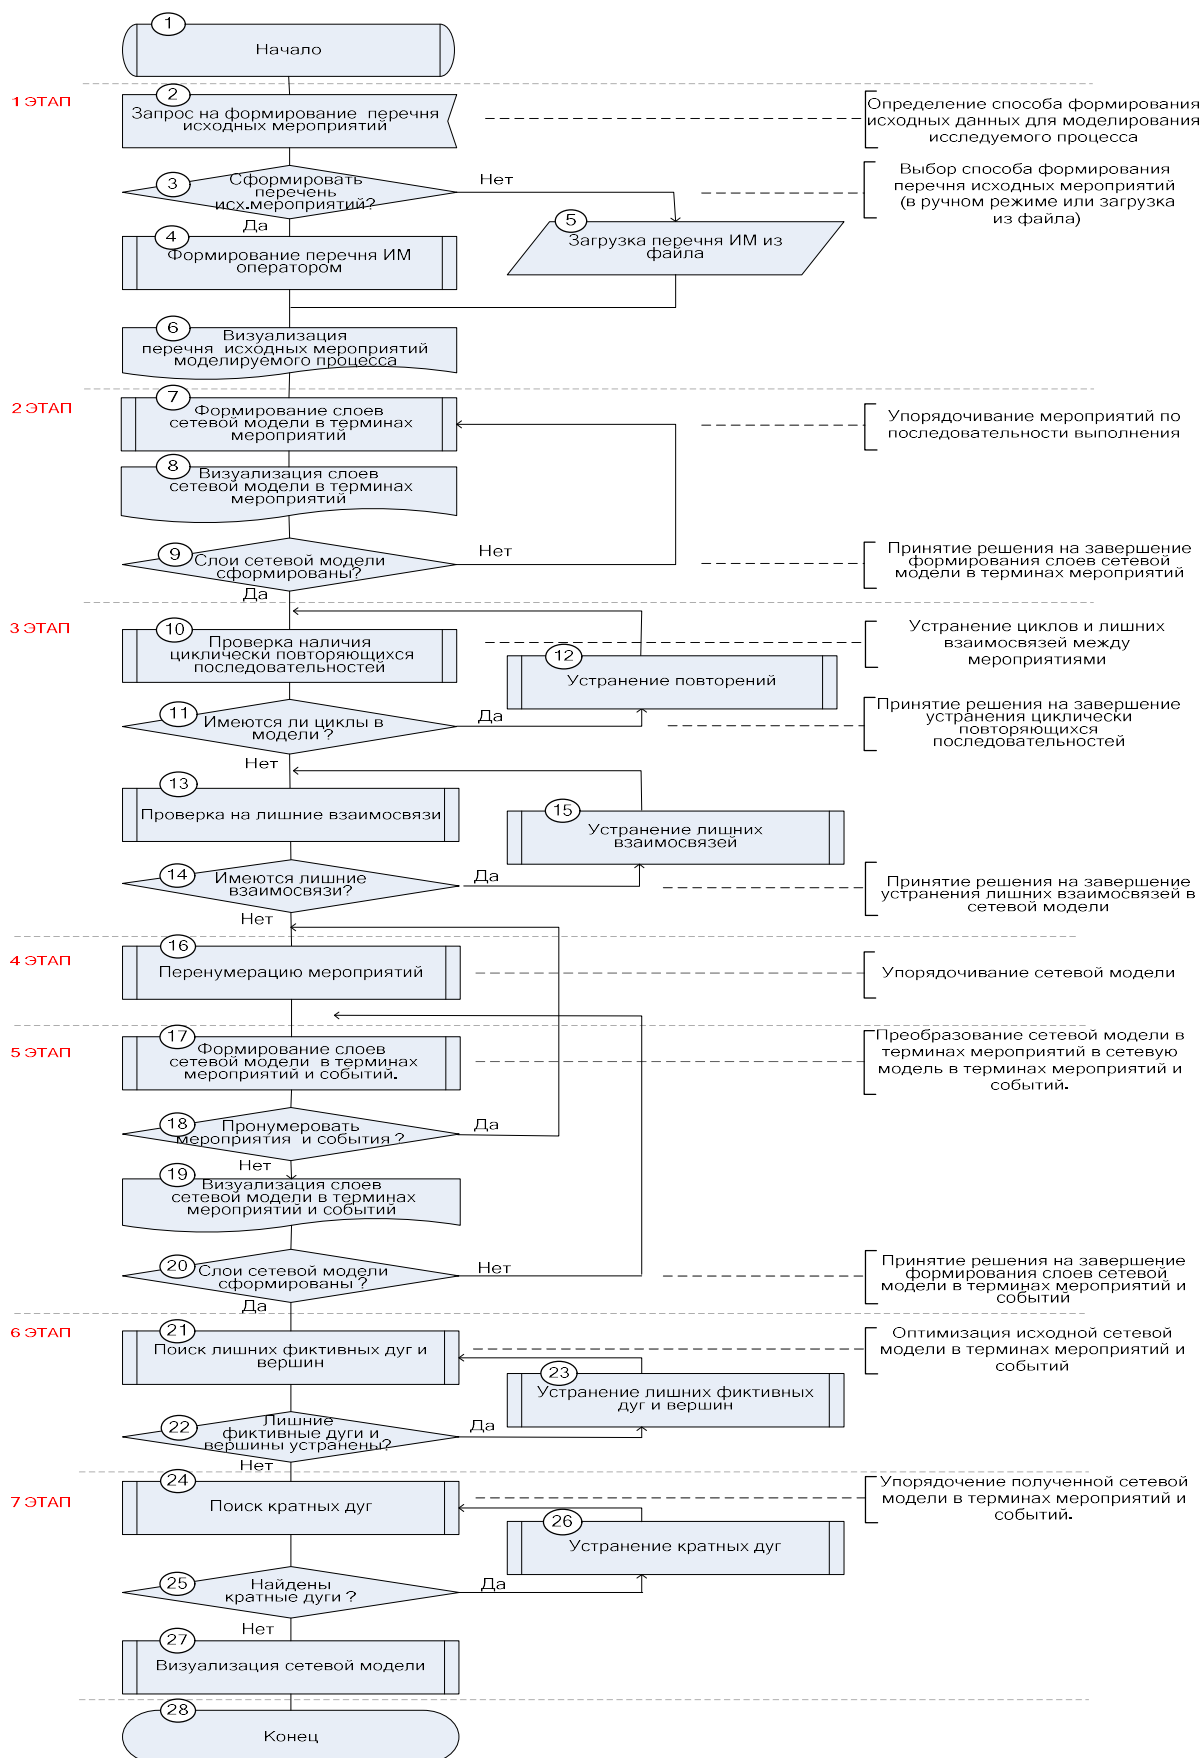 1
Начало
1 ЭТАП
2
Запрос на формирование перечня
исходных мероприятий
Определение способа формирования
исходных данных для моделирования
исследуемого процесса
3
Сформировать
перечень
исх.мероприятий?
Нет
Да
Выбор способа формирования
перечня исходных мероприятий
(в ручном режиме или загрузка
из файла)
4
Формирование перечня ИМ
оператором
5
Загрузка перечня ИМ из
файла
6
Визуализация
перечня исходных мероприятий
моделируемого процесса
2 ЭТАП
7
Формирование слоев
сетевой модели в терминах
мероприятий
Упорядочивание мероприятий по
последовательности выполнения
8
Визуализация слоев
сетевой модели в терминах
мероприятий
9
Слои сетевой модели
сформированы?
Нет
Да
Принятие решения на завершение
формирования слоев сетевой
модели в терминах мероприятий
3 ЭТАП
10
Проверка наличия
циклически повторяющихся
последовательностей
Устранение циклов и лишних
взаимосвязей между
мероприятиями
12
Устранение повторений
11
Имеются ли циклы в
модели ?
Да
Нет
Принятие решения на завершение
устранения циклически
повторяющихся
последовательностей
13
Проверка на лишние взаимосвязи
15
Устранение лишних
взаимосвязей
14
Имеются лишние
взаимосвязи?
Да
Нет
Принятие решения на завершение
устранения лишних взаимосвязей в
сетевой модели
4 ЭТАП
16
Перенумерацию мероприятий
Упорядочивание сетевой модели
5 ЭТАП
17
Формирование слоев
сетевой модели в терминах
мероприятий и событий.
Преобразование сетевой модели в
терминах мероприятий в сетевую
модель в терминах мероприятий и
событий.
18
Пронумеровать
мероприятия и события ?
Да
Нет
19
Визуализация слоев
сетевой модели в терминах
мероприятий и событий
20
Слои сетевой модели
сформированы ?
Нет
Да
Принятие решения на завершение
формирования слоев сетевой
модели в терминах мероприятий и
событий
6 ЭТАП
21
Поиск лишних фиктивных дуг и
вершин
Оптимизация исходной сетевой
модели в терминах мероприятий и
событий
23
Устранение лишних фиктивных
дуг и вершин
22
Лишние
фиктивные дуги и
вершины устранены?
Да
Нет
7 ЭТАП
24
Поиск кратных дуг
Упорядочение полученной сетевой
модели в терминах мероприятий и
событий.
26
Устранение кратных дуг
25
Найдены
кратные дуги ?
Да
Нет
27
Визуализация сетевой модели
28
Конец